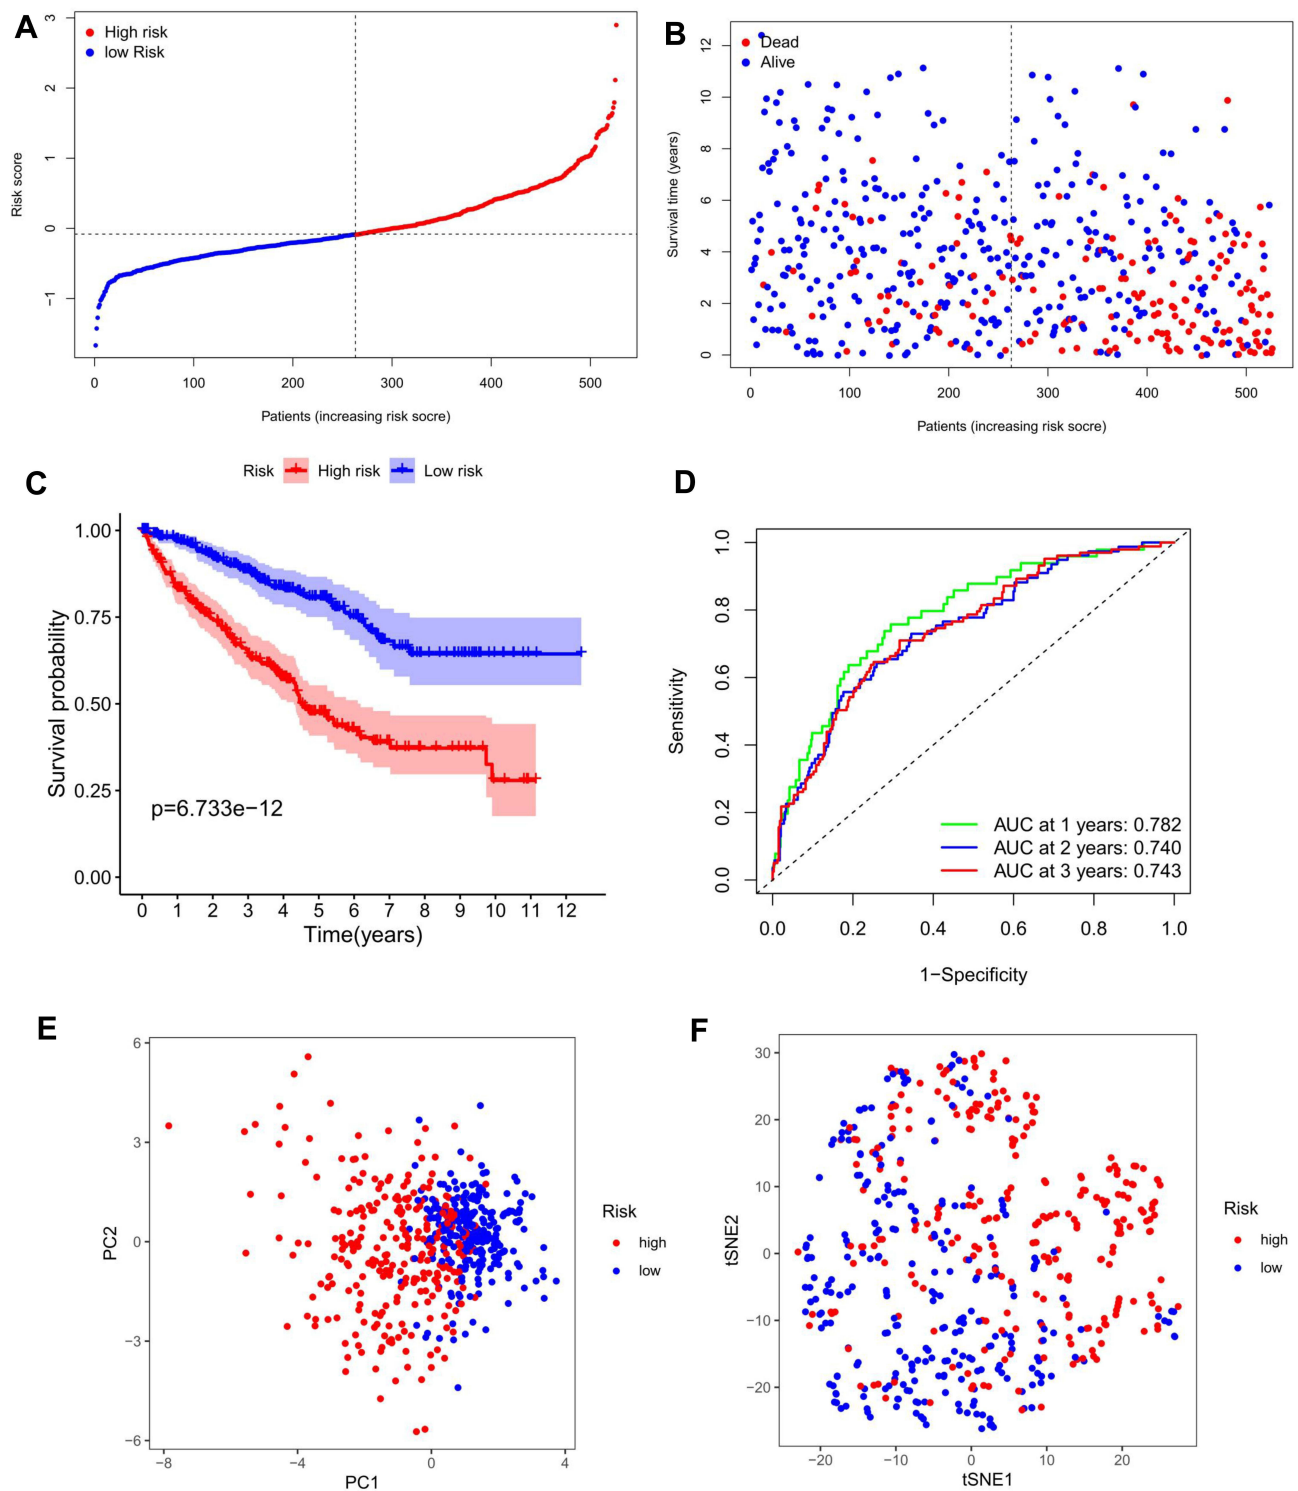 A
High risk
low Risk
Risk score
3
2
1
0
−1
0 100 200 300 400 500
Patients (increasing risk socre)
B
Dead
Alive
Survival time (years)
12
10
8
6
4
2
0
0 100 200 300 400 500
Patients (increasing risk socre)
C
Risk High risk Low risk
Survival probability
1.00
0.75
0.50
0.25
0.00
p=6.733e−12
0 1 2 3 4 5 6 7 8 9 10 11 12
Time(years)
D
Sensitivity
1.0
0.8
0.6
0.4
0.2
0.0
AUC at 1 years: 0.782
AUC at 2 years: 0.740
AUC at 3 years: 0.743
0.0 0.2 0.4 0.6 0.8 1.0
1−Specificity
E
PC2
6
3
0
−3
−6
−8 −4 0 4
PC1
Risk
high
low
F
tSNE2
30
20
10
0
−10
−20
−20 −10 0 10 20
tSNE1
Risk
high
low